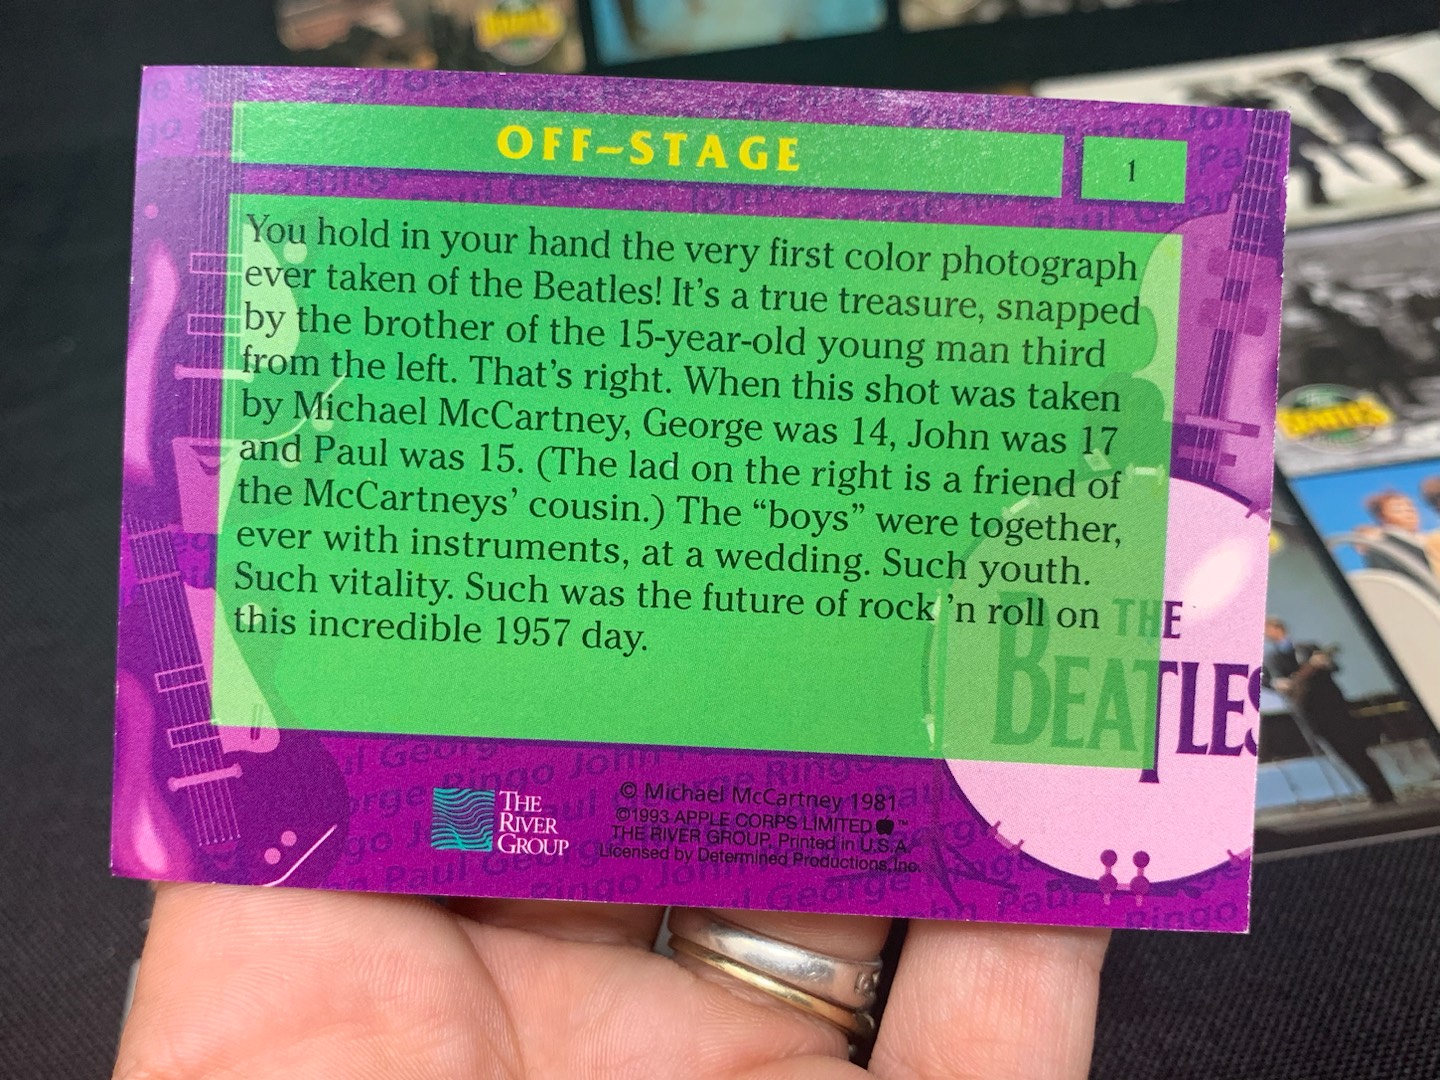 OFF-STAGE
1
You hold in your hand the very first color photograph
ever taken of the Beatles! It's a true treasure, snapped
by the brother of the 15-year-old young man third
from the left. That's right. When this shot was taken
by Michael McCartney, George was 14, John was 17
and Paul was 15. (The lad on the right is a friend of
the McCartneys' cousin.) The “boys” were together,
ever with instruments, at a wedding. Such youth.
Such vitality. Such was the future of rock 'n roll on
this incredible 1957 day.
THE
BEATLES
THE
RIVER
GROUP
© Michael McCartney 1981
©1993 APPLE CORPS LIMITED ™
THE RIVER GROUP, Printed in U.S.A.
Licensed by Determined Productions, Inc.